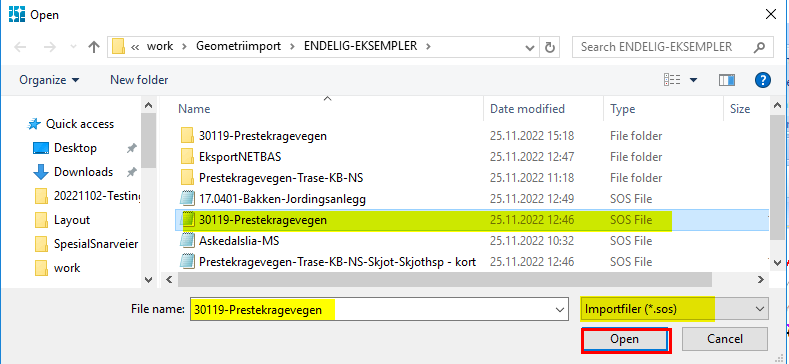 Open
« work > Geometriimport > ENDELIG-EKSEMPLER >
Search ENDELIG-EKSEMPLER
Organize
New folder
Name Date modified Type Size
Quick access
Desktop
Downloads
20221102-Testing
Layout
SpesialSnarveier
work
30119-Prestekragevegen 25.11.2022 15:18 File folder
EksportNETBAS 25.11.2022 12:47 File folder
Prestekragevegen-Trase-KB-NS 25.11.2022 11:18 File folder
17.0401-Bakken-Jordingsanlegg 25.11.2022 12:49 SOS File
30119-Prestekragevegen 25.11.2022 12:46 SOS File
Askedalslia-MS 25.11.2022 10:32 SOS File
Prestekragevegen-Trase-KB-NS-Skjot-Skjothsp - kort 25.11.2022 12:46 SOS File
File name: 30119-Prestekragevegen Importfiler (*.sos)
Open Cancel